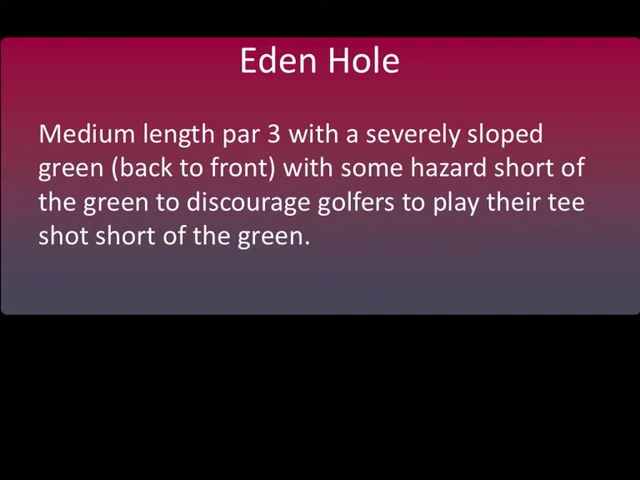 Eden Hole
Medium length par 3 with a severely sloped
green (back to front) with some hazard short of
the green to discourage golfers to play their tee
shot short of the green.